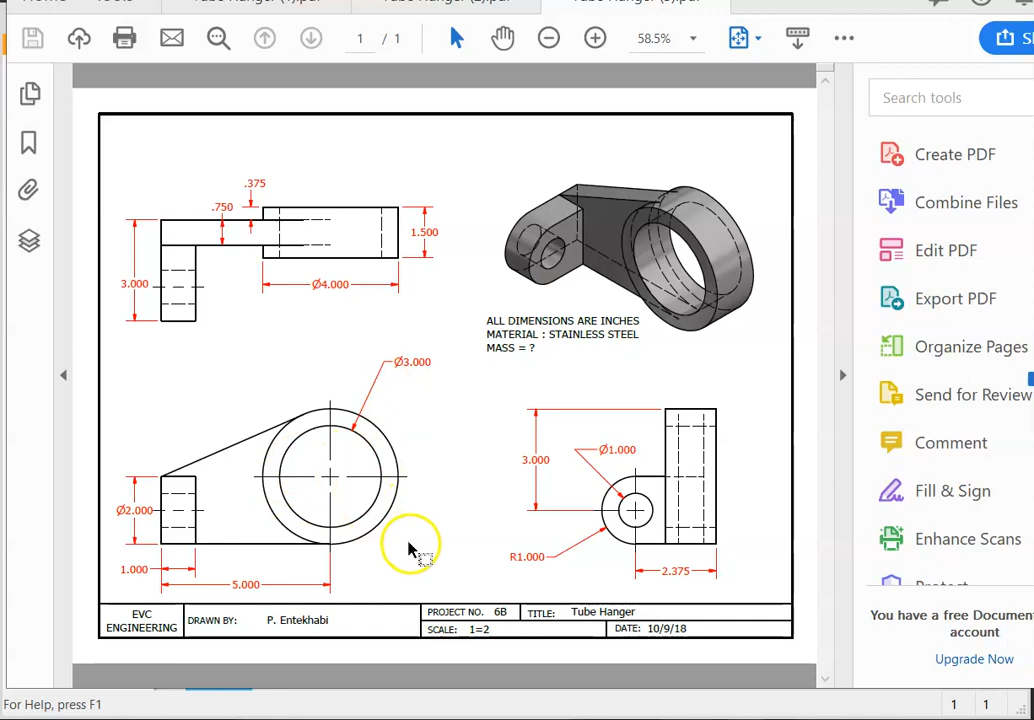 Tube Hanger (1).pdf
Tube Hanger (2).pdf
Tube Hanger (3).pdf
1 / 1
58.5%
Search tools
Create PDF
Combine Files
Edit PDF
Export PDF
Organize Pages
Send for Review
Comment
Fill & Sign
Enhance Scans
Protect
You have a free Documen
account
Upgrade Now
.375
.750
1.500
3.000
Ø4.000
ALL DIMENSIONS ARE INCHES
MATERIAL : STAINLESS STEEL
MASS = ?
Ø3.000
3.000
Ø1.000
Ø2.000
R1.000
1.000
2.375
5.000
EVC
ENGINEERING
DRAWN BY: P. Entekhabi
PROJECT NO. 6B
TITLE: Tube Hanger
SCALE: 1=2
DATE: 10/9/18
For Help, press F1
1 1